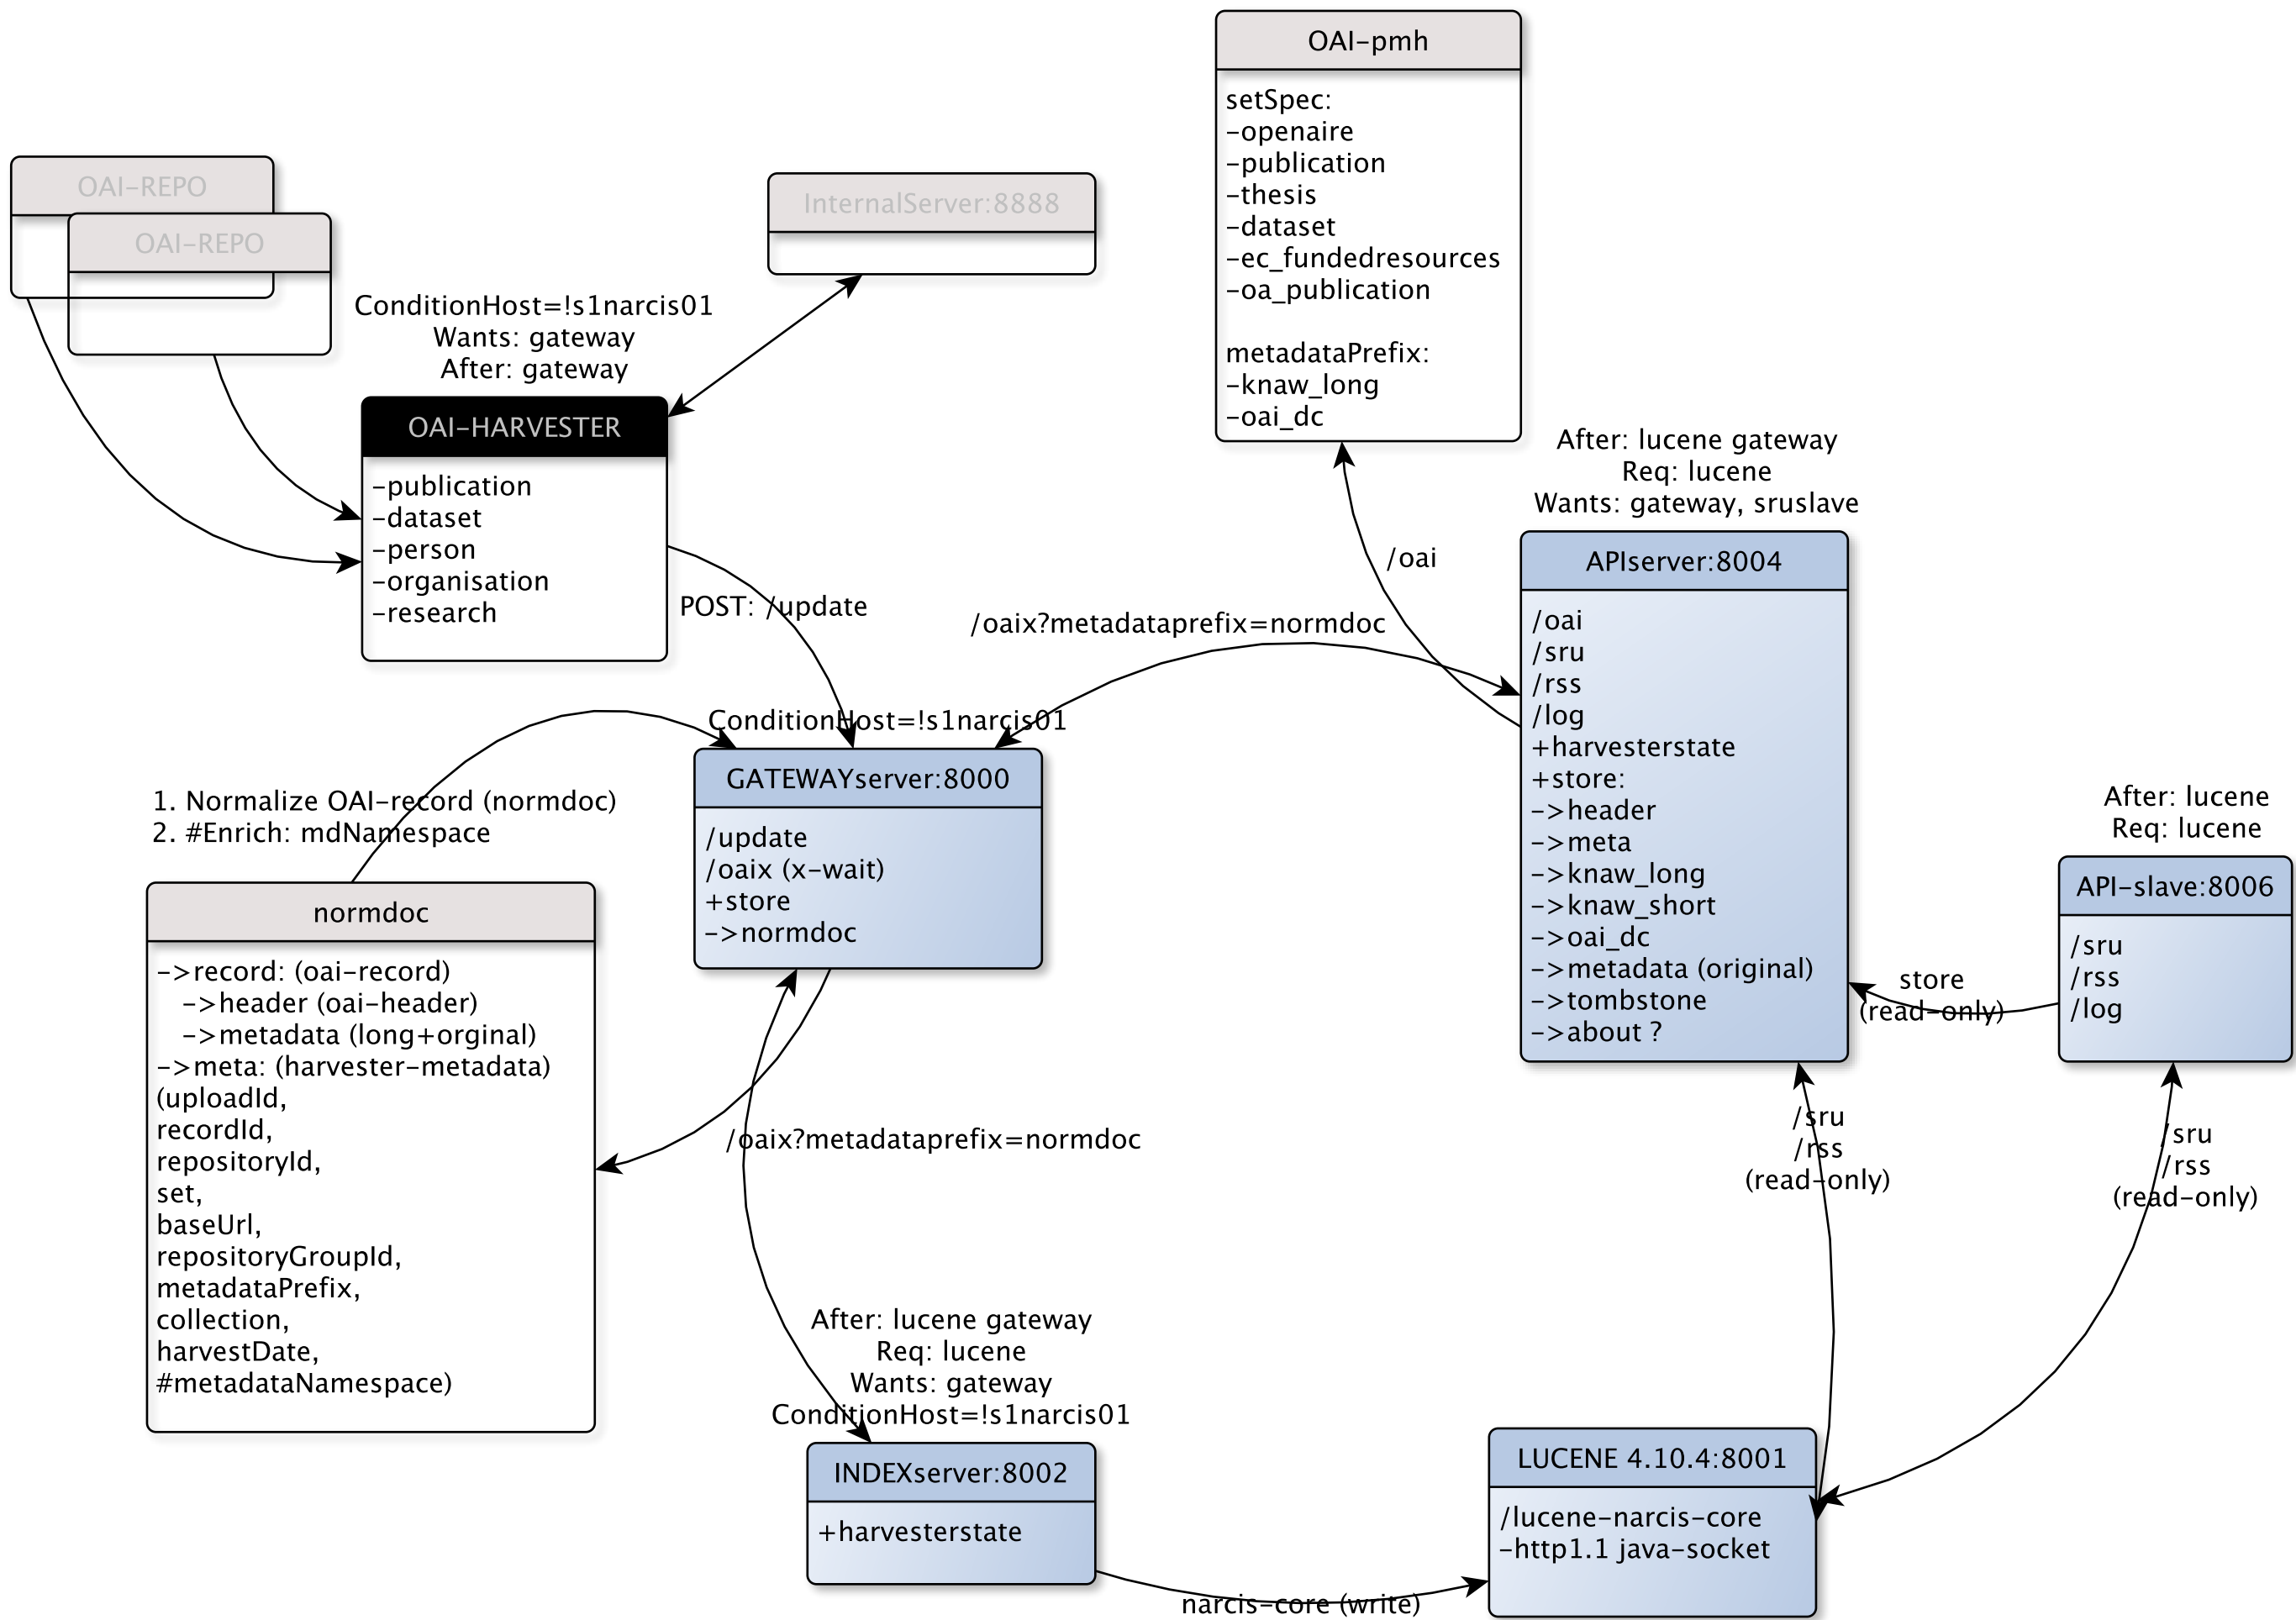 OAI-pmh
setSpec:
-openaire
-publication
-thesis
-dataset
-ec_fundedresources
-oa_publication
metadataPrefix:
-knaw_long
-oai_dc
OAI-REPO
OAI-REPO
InternalServer:8888
ConditionHost=!s1narcis01
Wants: gateway
After: gateway
OAI-HARVESTER
-publication
-dataset
-person
-organisation
-research
POST: /update
/oai
/oaix?metadataprefix=normdoc
After: lucene gateway
Req: lucene
Wants: gateway, sruslave
APIserver:8004
/oai
/sru
/rss
/log
+harvesterstate
+store:
->header
->meta
->knaw_long
->knaw_short
->oai_dc
->metadata (original)
->tombstone
->about ?
ConditionHost=!s1narcis01
GATEWAYserver:8000
/update
/oaix (x-wait)
+store
->normdoc
1. Normalize OAI-record (normdoc)
2. #Enrich: mdNamespace
normdoc
->record: (oai-record)
->header (oai-header)
->metadata (long+orginal)
->meta: (harvester-metadata)
(uploadId,
recordId,
repositoryId,
set,
baseUrl,
repositoryGroupId,
metadataPrefix,
collection,
harvestDate,
#metadataNamespace)
After: lucene
Req: lucene
API-slave:8006
/sru
/rss
/log
store
(read-only)
/sru
/rss
(read-only)
/sru
/rss
(read-only)
/oaix?metadataprefix=normdoc
After: lucene gateway
Req: lucene
Wants: gateway
ConditionHost=!s1narcis01
INDEXserver:8002
+harvesterstate
narcis-core (write)
LUCENE 4.10.4:8001
/lucene-narcis-core
-http1.1 java-socket